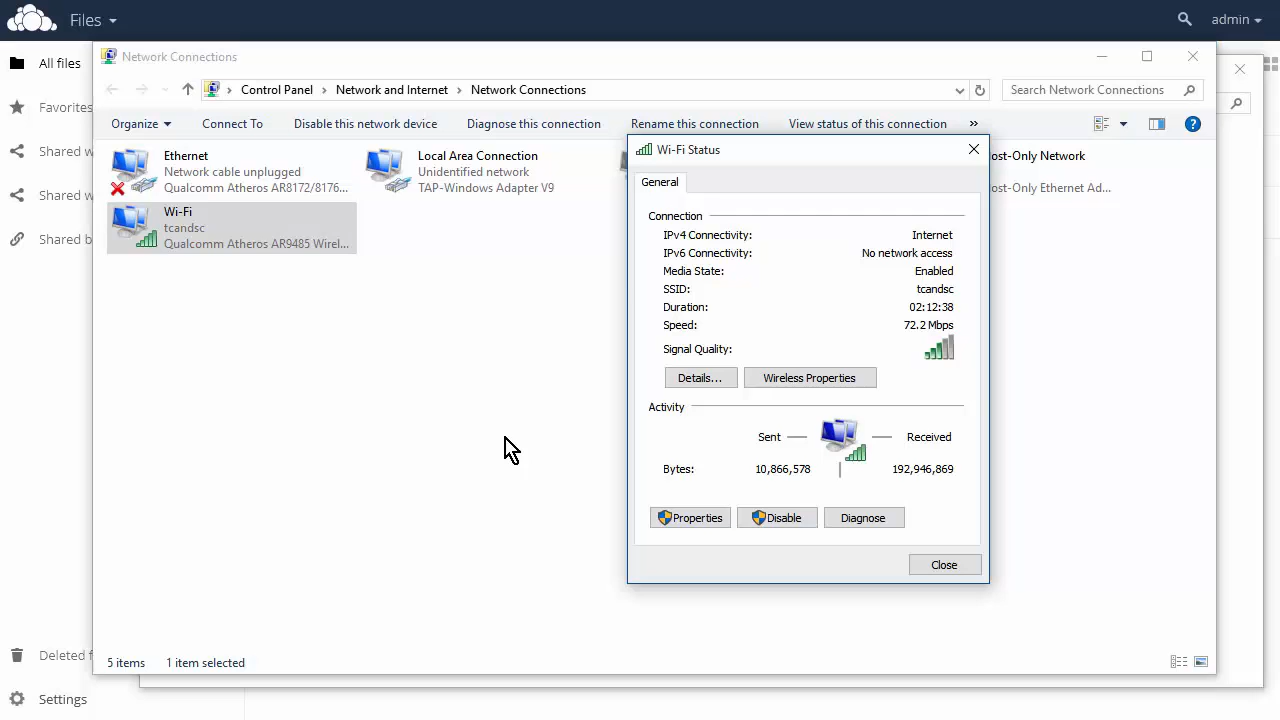 Files
admin
All files
Favorites
Shared w
Shared w
Shared b
Deleted f
Settings
Network Connections
Control Panel > Network and Internet > Network Connections
Search Network Connections
Organize
Connect To
Disable this network device
Diagnose this connection
Rename this connection
View status of this connection
»
Ethernet
Network cable unplugged
Qualcomm Atheros AR8172/8176...
Local Area Connection
Unidentified network
TAP-Windows Adapter V9
ost-Only Network
ost-Only Ethernet Ad...
Wi-Fi
tcandsc
Qualcomm Atheros AR9485 Wirel...
Wi-Fi Status
General
Connection
IPv4 Connectivity: Internet
IPv6 Connectivity: No network access
Media State: Enabled
SSID: tcandsc
Duration: 02:12:38
Speed: 72.2 Mbps
Signal Quality:
Details...
Wireless Properties
Activity
Sent
Received
Bytes: 10,866,578 192,946,869
Properties
Disable
Diagnose
Close
5 items
1 item selected